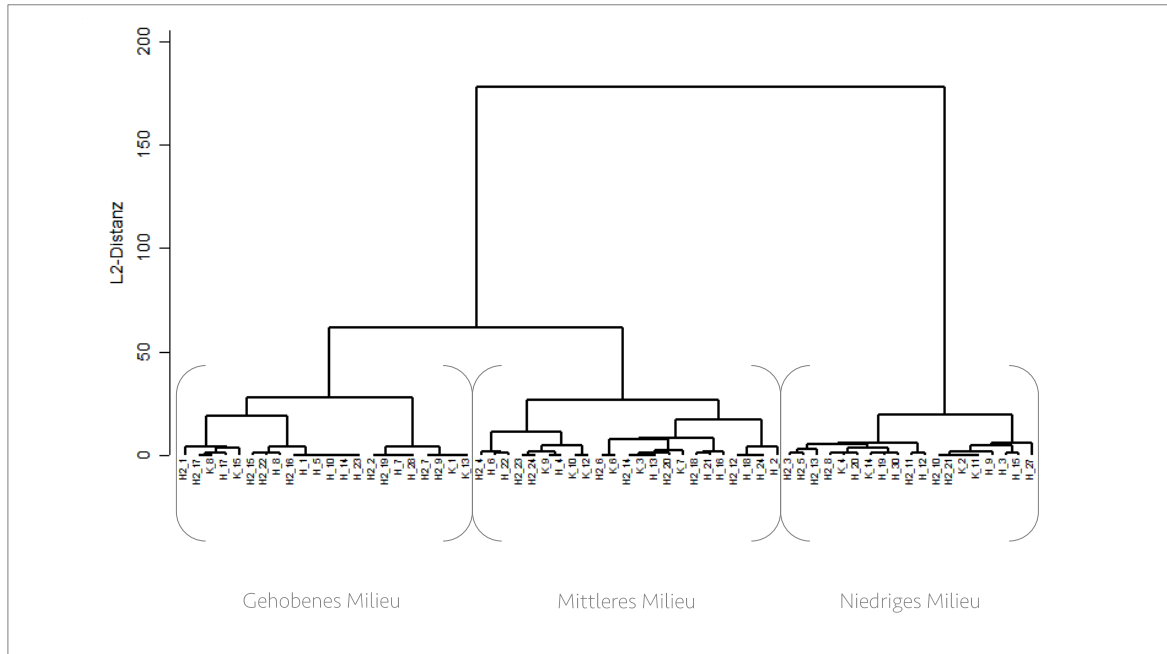 200
150
100
50
0
L2-Distanz
H2_1
H2_17
K_8
H_17
K_15
H2_15
H2_22
H_8
H2_16
H_1
H_5
H_10
H_14
H_23
H2_2
H2_19
H_7
H_28
H2_7
H2_9
K_1
K_13
H2_4
H_6
H_22
H2_23
H2_24
K_9
H_4
K_10
K_12
H2_6
K_6
H2_14
K_3
H_13
H2_20
K_7
H2_18
H_21
H_16
H2_12
H_18
H_24
H_2
H2_3
H2_5
H2_13
H2_8
K_4
H_20
K_14
H_19
H_30
H2_11
H_12
H2_10
H2_21
K_2
K_11
H_9
H_3
H_15
H_27
Gehobenes Milieu
Mittleres Milieu
Niedriges Milieu